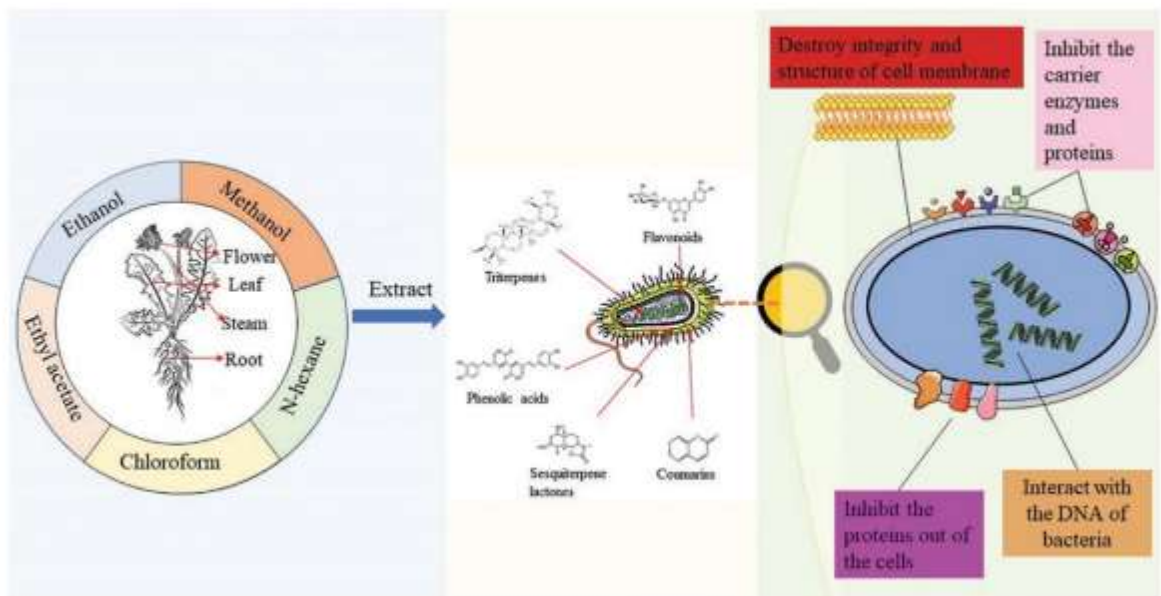 Ethanol
Methanol
Ethyl acetate
N-hexane
Chloroform
Flower
Leaf
Steam
Root
Extract
Triterpenes
Flavonoids
Phenolic acids
Sesquiterpene
lactones
Coumarins
Destroy integrity and
structure of cell membrane
Inhibit the
carrier
enzymes
and
proteins
Inhibit the
proteins out of
the cells
Interact with
the DNA of
bacteria